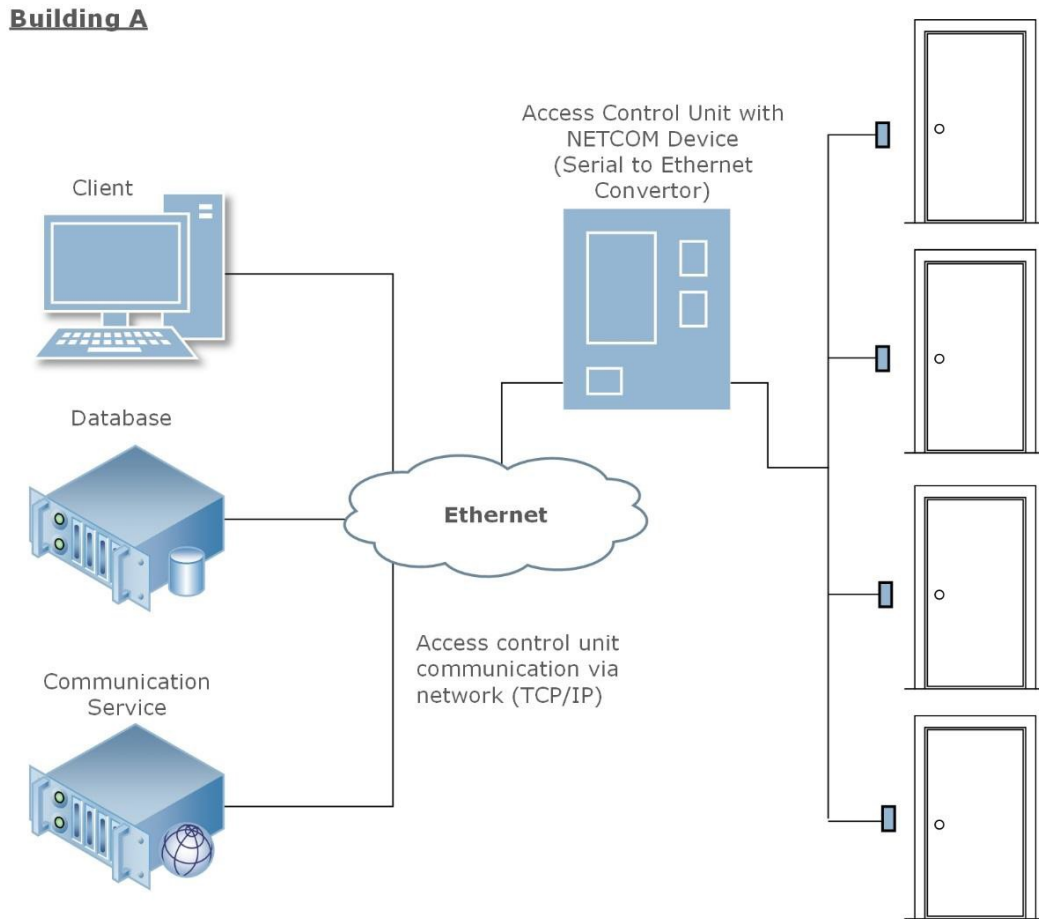 Building A
Access Control Unit with
NETCOM Device
(Serial to Ethernet
Convertor)
Client
Database
Ethernet
Access control unit
communication via
network (TCP/IP)
Communication
Service